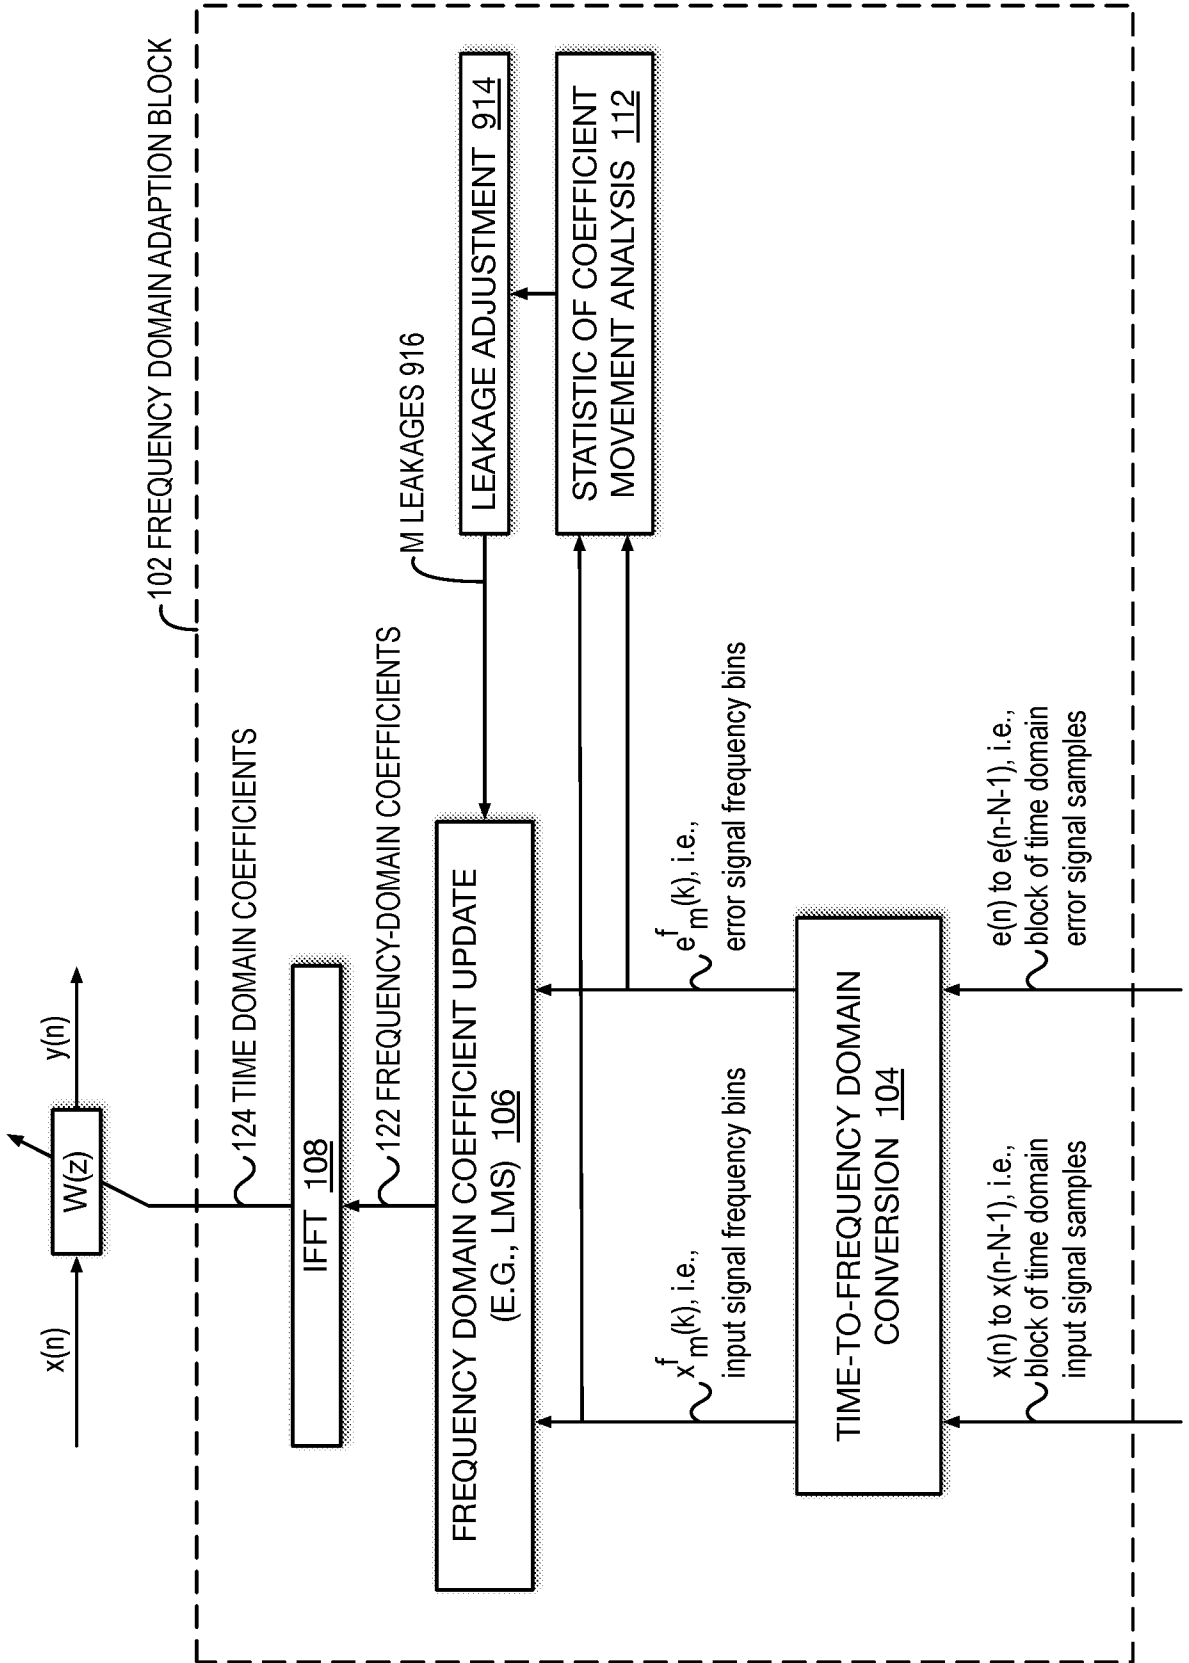 x(n)
W(z)
y(n)
124 TIME DOMAIN COEFFICIENTS
102 FREQUENCY DOMAIN ADAPTION BLOCK
IFFT 108
122 FREQUENCY-DOMAIN COEFFICIENTS
FREQUENCY DOMAIN COEFFICIENT UPDATE
(E.G., LMS) 106
M LEAKAGES 916
LEAKAGE ADJUSTMENT 914
STATISTIC OF COEFFICIENT
MOVEMENT ANALYSIS 112
x^f_m(k), i.e.,
input signal frequency bins
e^f_m(k), i.e.,
error signal frequency bins
TIME-TO-FREQUENCY DOMAIN
CONVERSION 104
x(n) to x(n-N-1), i.e.,
block of time domain
input signal samples
e(n) to e(n-N-1), i.e.,
block of time domain
error signal samples